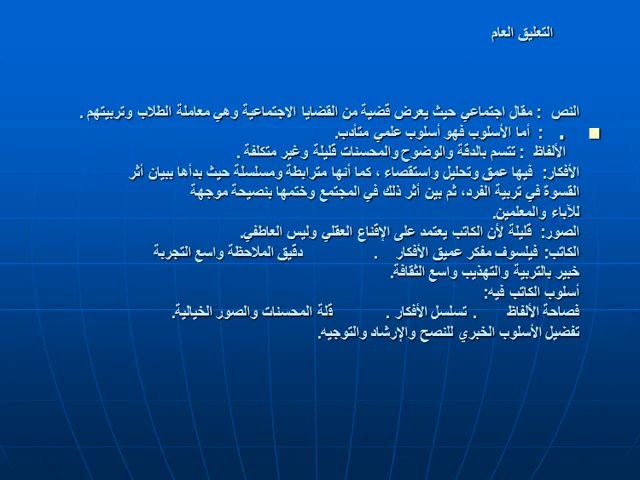 التعليق العام
النص : مقال اجتماعي حيث يعرض قضية من القضايا الاجتماعية وهي معاملة الطلاب وتربيتهم .
. : أما الأسلوب فهو أسلوب علمي متأدب.
الألفاظ : تتسم بالدقة والوضوح والمحسنات قليلة وغير متكلفة .
الأفكار: فيها عمق وتحليل واستقصاء ، كما أنها مترابطة ومسلسلة حيث بدأها ببيان أثر
القسوة في تربية الفرد، ثم بين أثر ذلك في المجتمع وختمها بنصيحة موجهة
للآباء والمعلمين.
الصور: قليلة لأن الكاتب يعتمد على الإقناع العقلي وليس العاطفي.
الكاتب: فيلسوف مفكر عميق الأفكار . دقيق الملاحظة واسع التجربة
خبير بالتربية والتهذيب واسع الثقافة.
أسلوب الكاتب فيه:
فصاحة الألفاظ . تسلسل الأفكار . قلة المحسنات والصور الخيالية.
تفضيل الأسلوب الخبري للنصح والإرشاد والتوجيه.